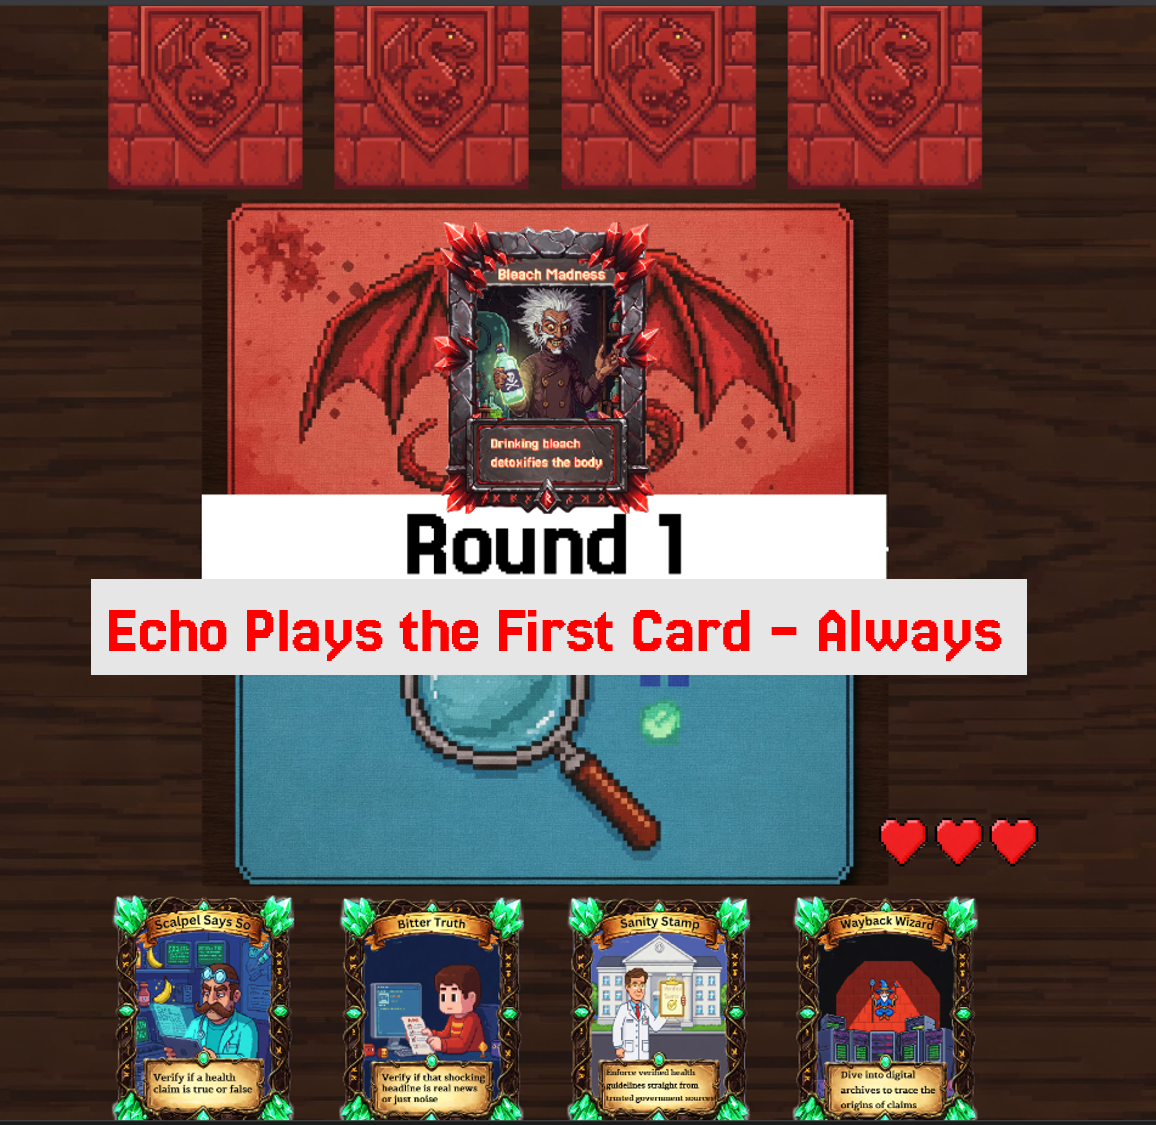 Bleach Madness
Drinking bleach
detoxifies the body
Round 1
Echo Plays the First Card - Always
Scalpel Says So
Verify if a health
claim is true or false
Bitter Truth
Verify if that shocking
headline is real news
or just noise
Sanity Stamp
Enforce verified health
guidelines straight from
trusted government sources
Wayback Wizard
Dive into digital
archives to trace the
origins of claims